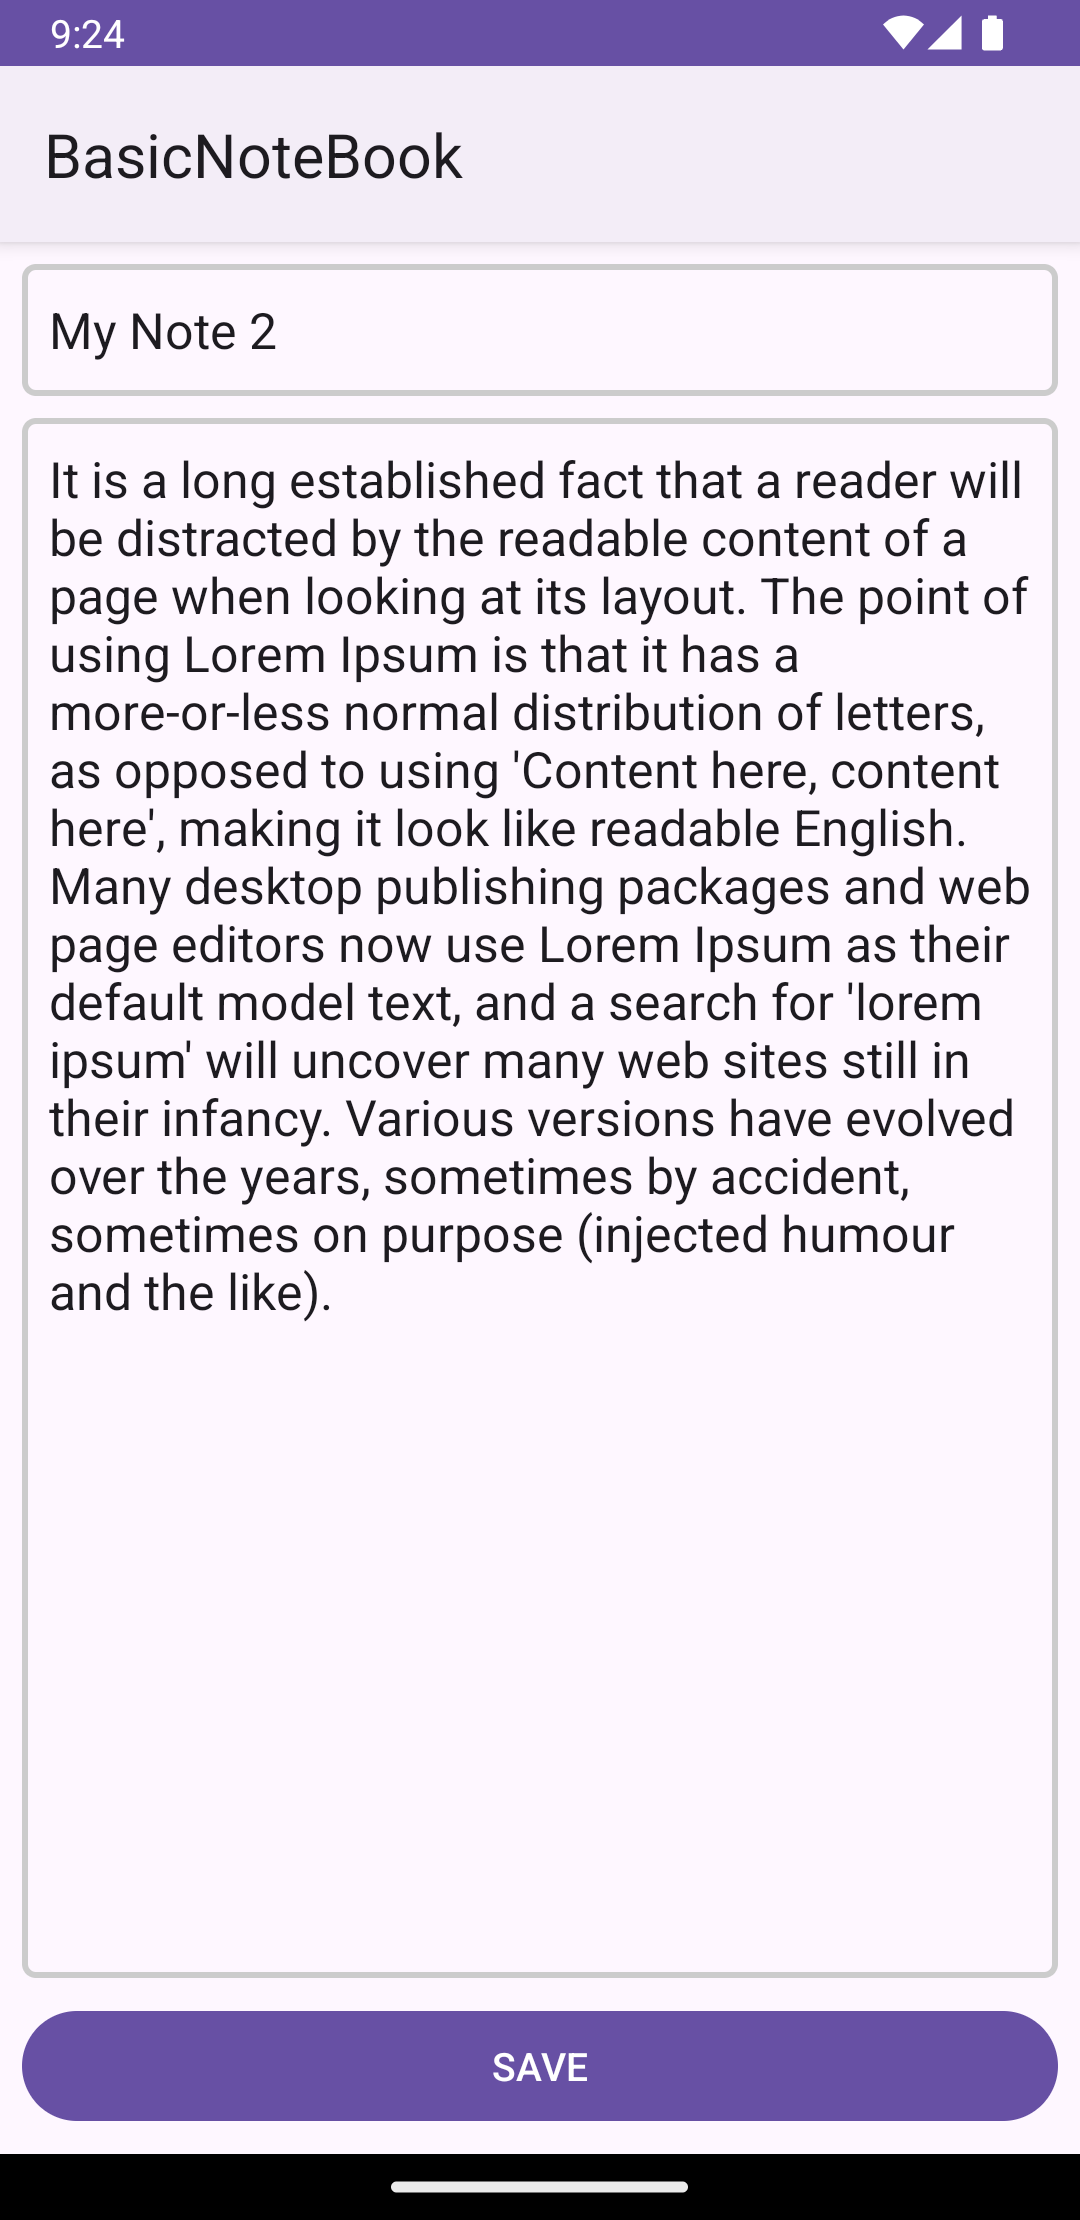 9:24
BasicNoteBook
My Note 2
It is a long established fact that a reader will
be distracted by the readable content of a
page when looking at its layout. The point of
using Lorem Ipsum is that it has a
more-or-less normal distribution of letters,
as opposed to using 'Content here, content
here', making it look like readable English.
Many desktop publishing packages and web
page editors now use Lorem Ipsum as their
default model text, and a search for 'lorem
ipsum' will uncover many web sites still in
their infancy. Various versions have evolved
over the years, sometimes by accident,
sometimes on purpose (injected humour
and the like).
SAVE